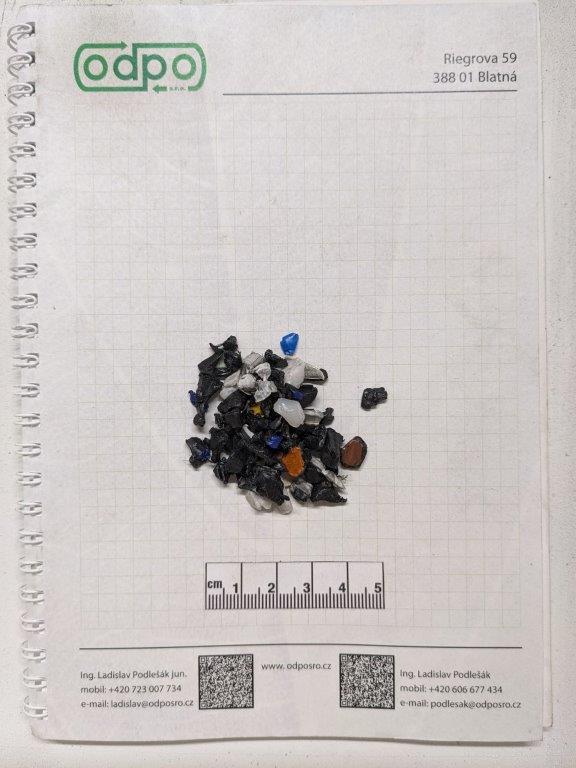 odpo
s.r.o.
Riegrova 59
388 01 Blatná
cm 1 2 3 4 5
Ing. Ladislav Podlešák jun.
mobil: +420 723 007 734
e-mail: ladislav@odposro.cz
www. odposro.cz
Ing. Ladislav Podlešák
mobil: +420 606 677 434
e-mail: podlesak@odposro.cz